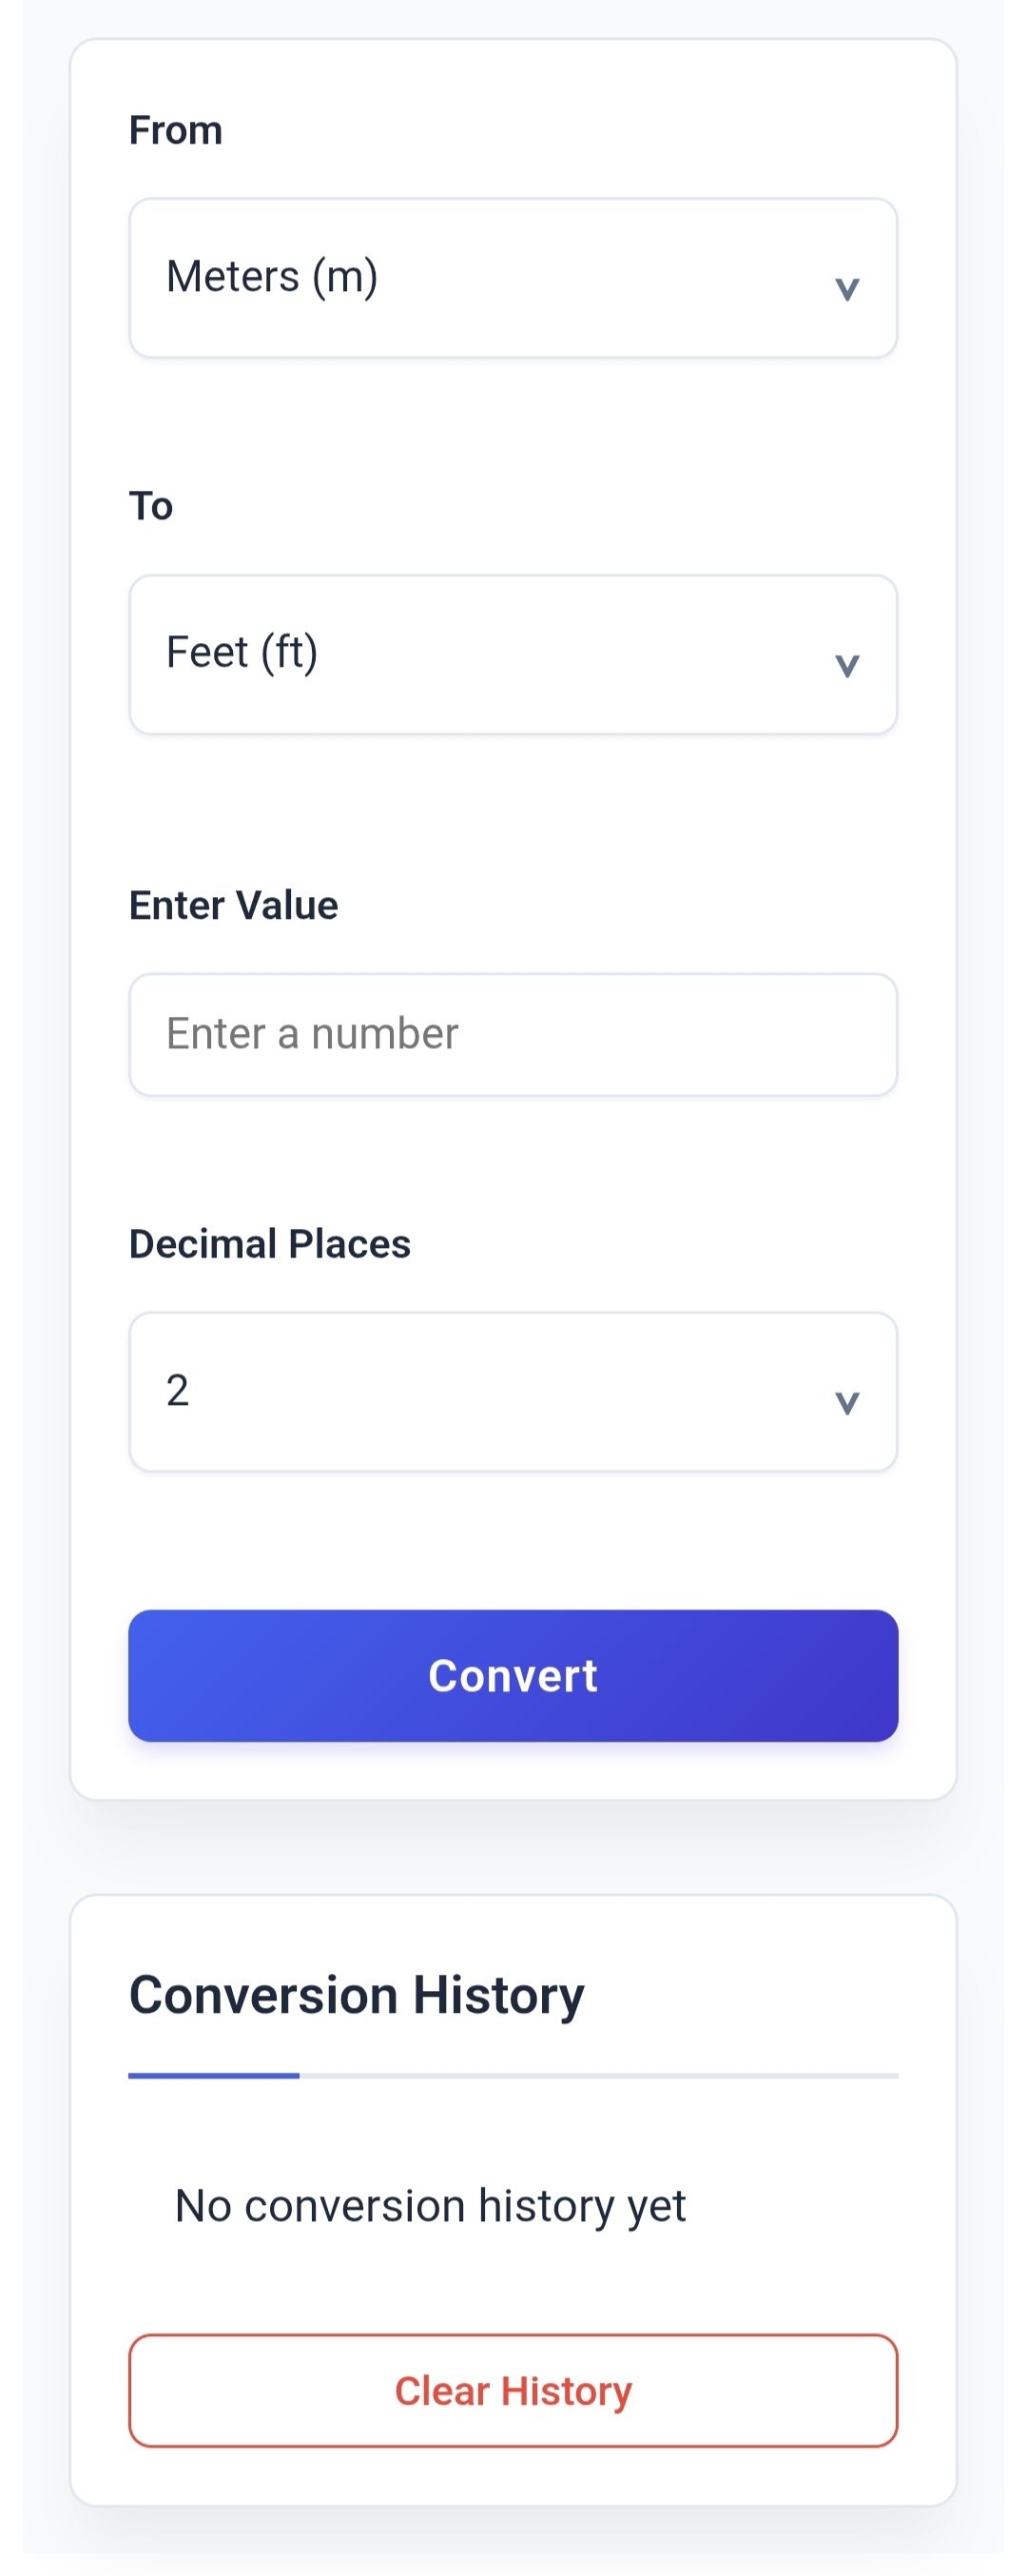 From
Meters (m)
To
Feet (ft)
Enter Value
Enter a number
Decimal Places
2
Convert
Conversion History
No conversion history yet
Clear History